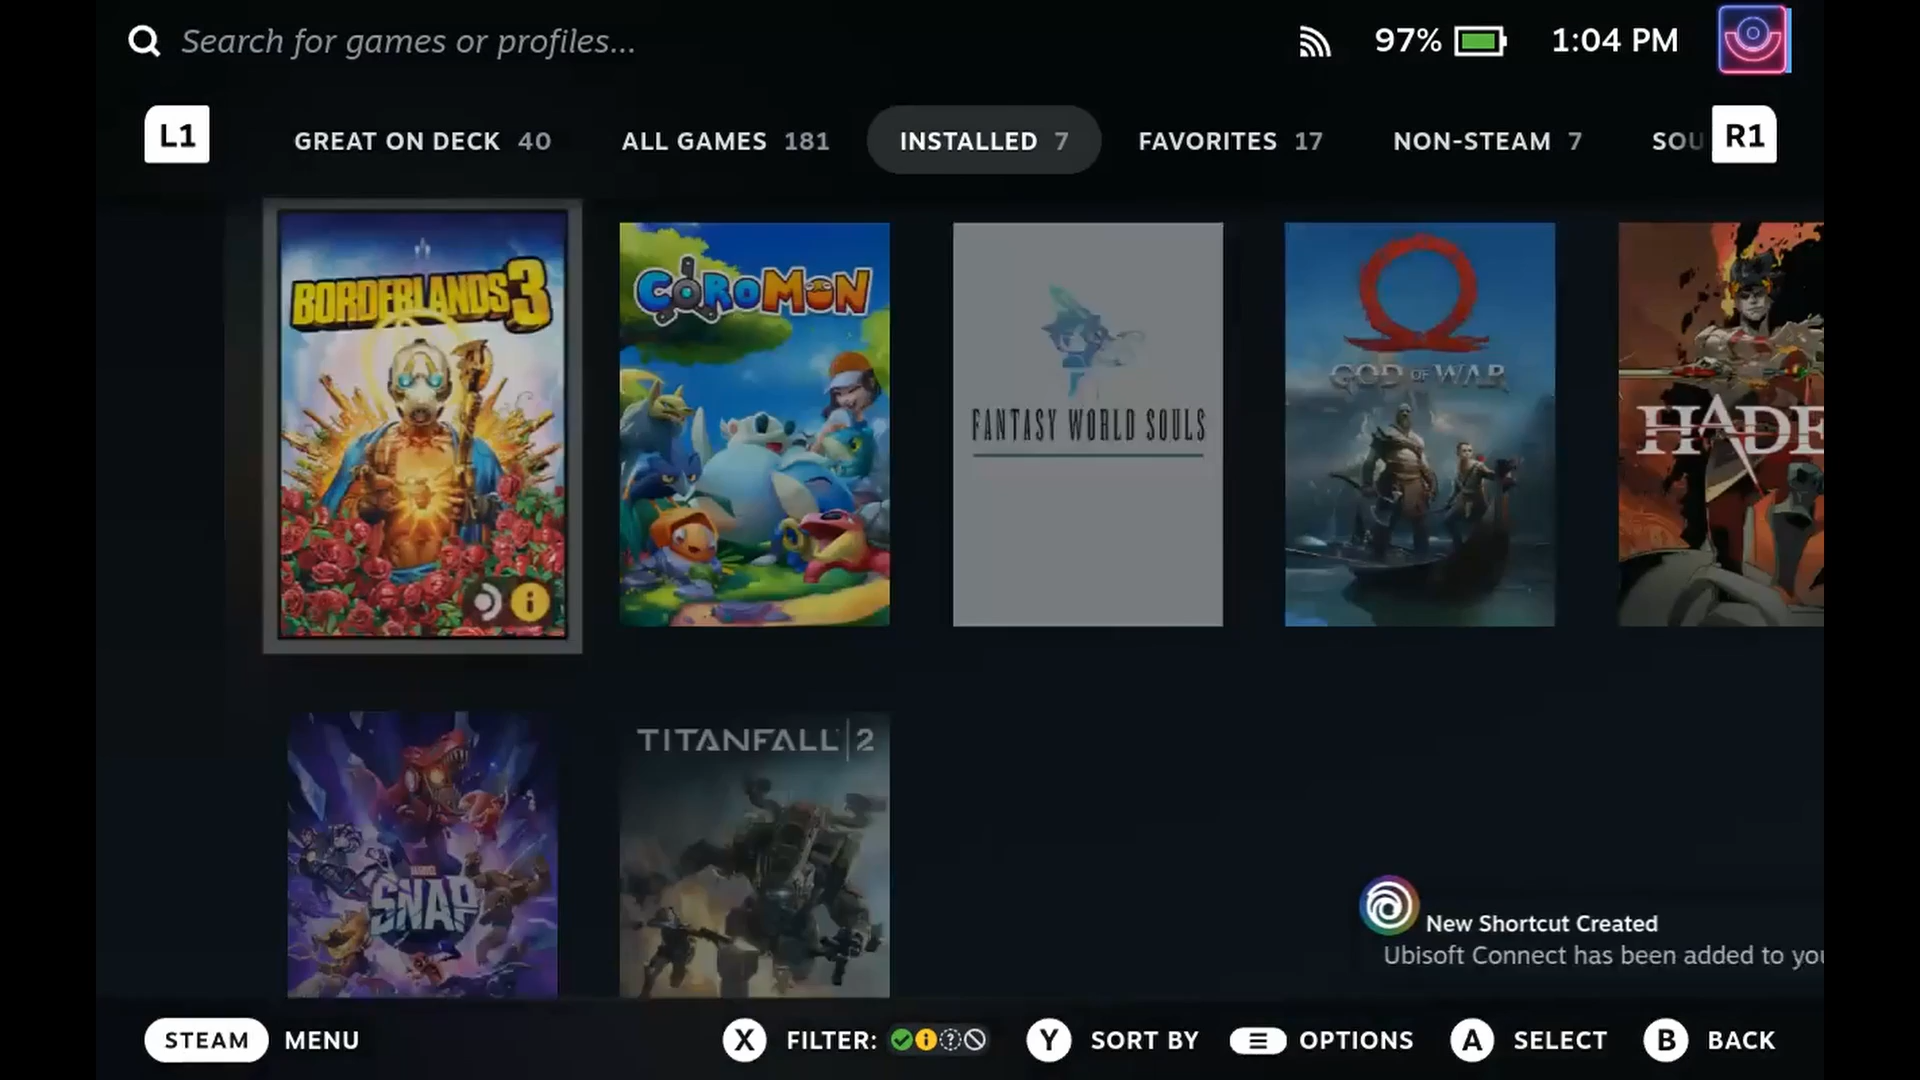 Search for games or profiles...
97%
1:04 PM
L1
GREAT ON DECK 40
ALL GAMES 181
INSTALLED 7
FAVORITES 17
NON-STEAM 7
SOU
R1
BORDERLANDS 3
COROMON
FANTASY WORLD SOULS
GOD OF WAR
HADE
MARVEL
SNAP
TITANFALL 2
New Shortcut Created
Ubisoft Connect has been added to you
STEAM MENU
X FILTER:
Y SORT BY
OPTIONS
A SELECT
B BACK